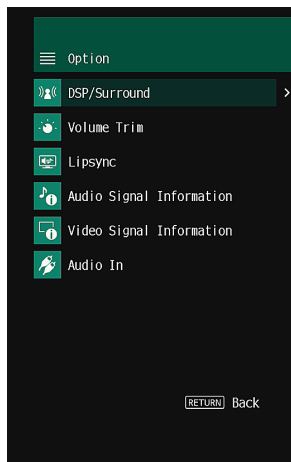 Option
DSP/Surround
Volume Trim
Lipsync
Audio Signal Information
Video Signal Information
Audio In
RETURN Back